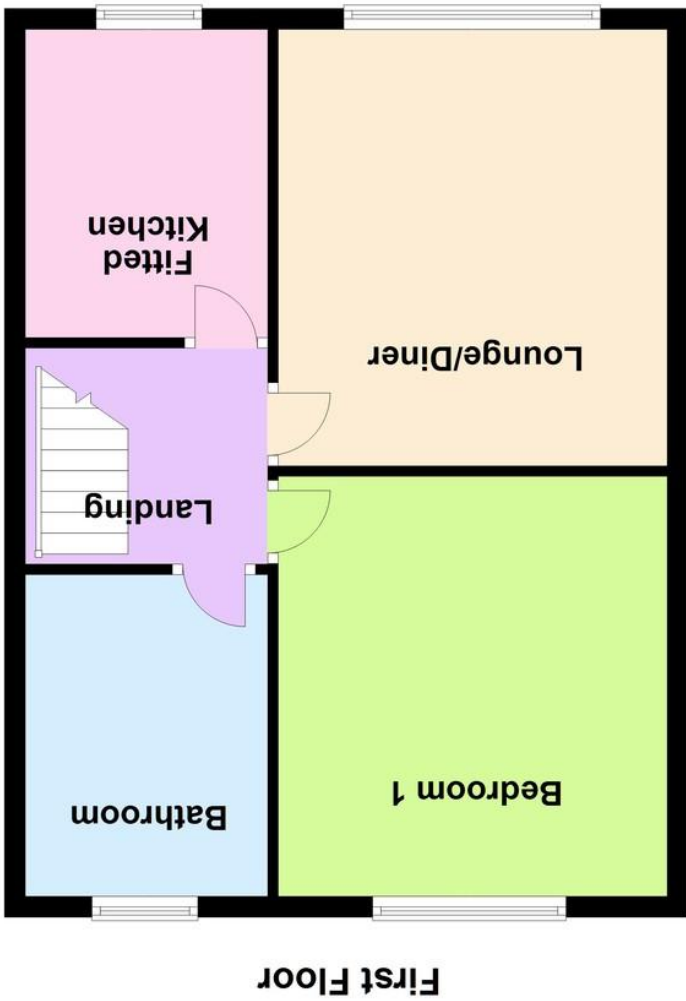 First Floor
Bedroom 1
Bathroom
Landing
Lounge/Diner
Fitted
Kitchen